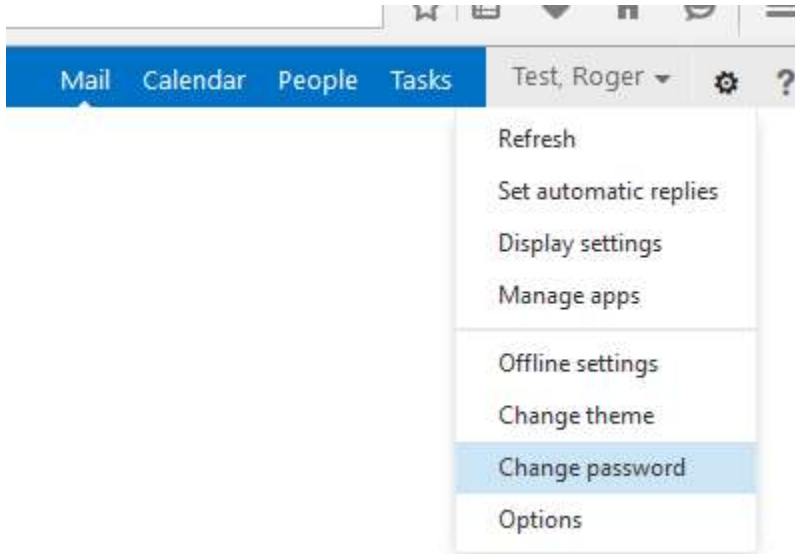 Mail Calendar People Tasks Test, Roger ?
Refresh
Set automatic replies
Display settings
Manage apps
Offline settings
Change theme
Change password
Options